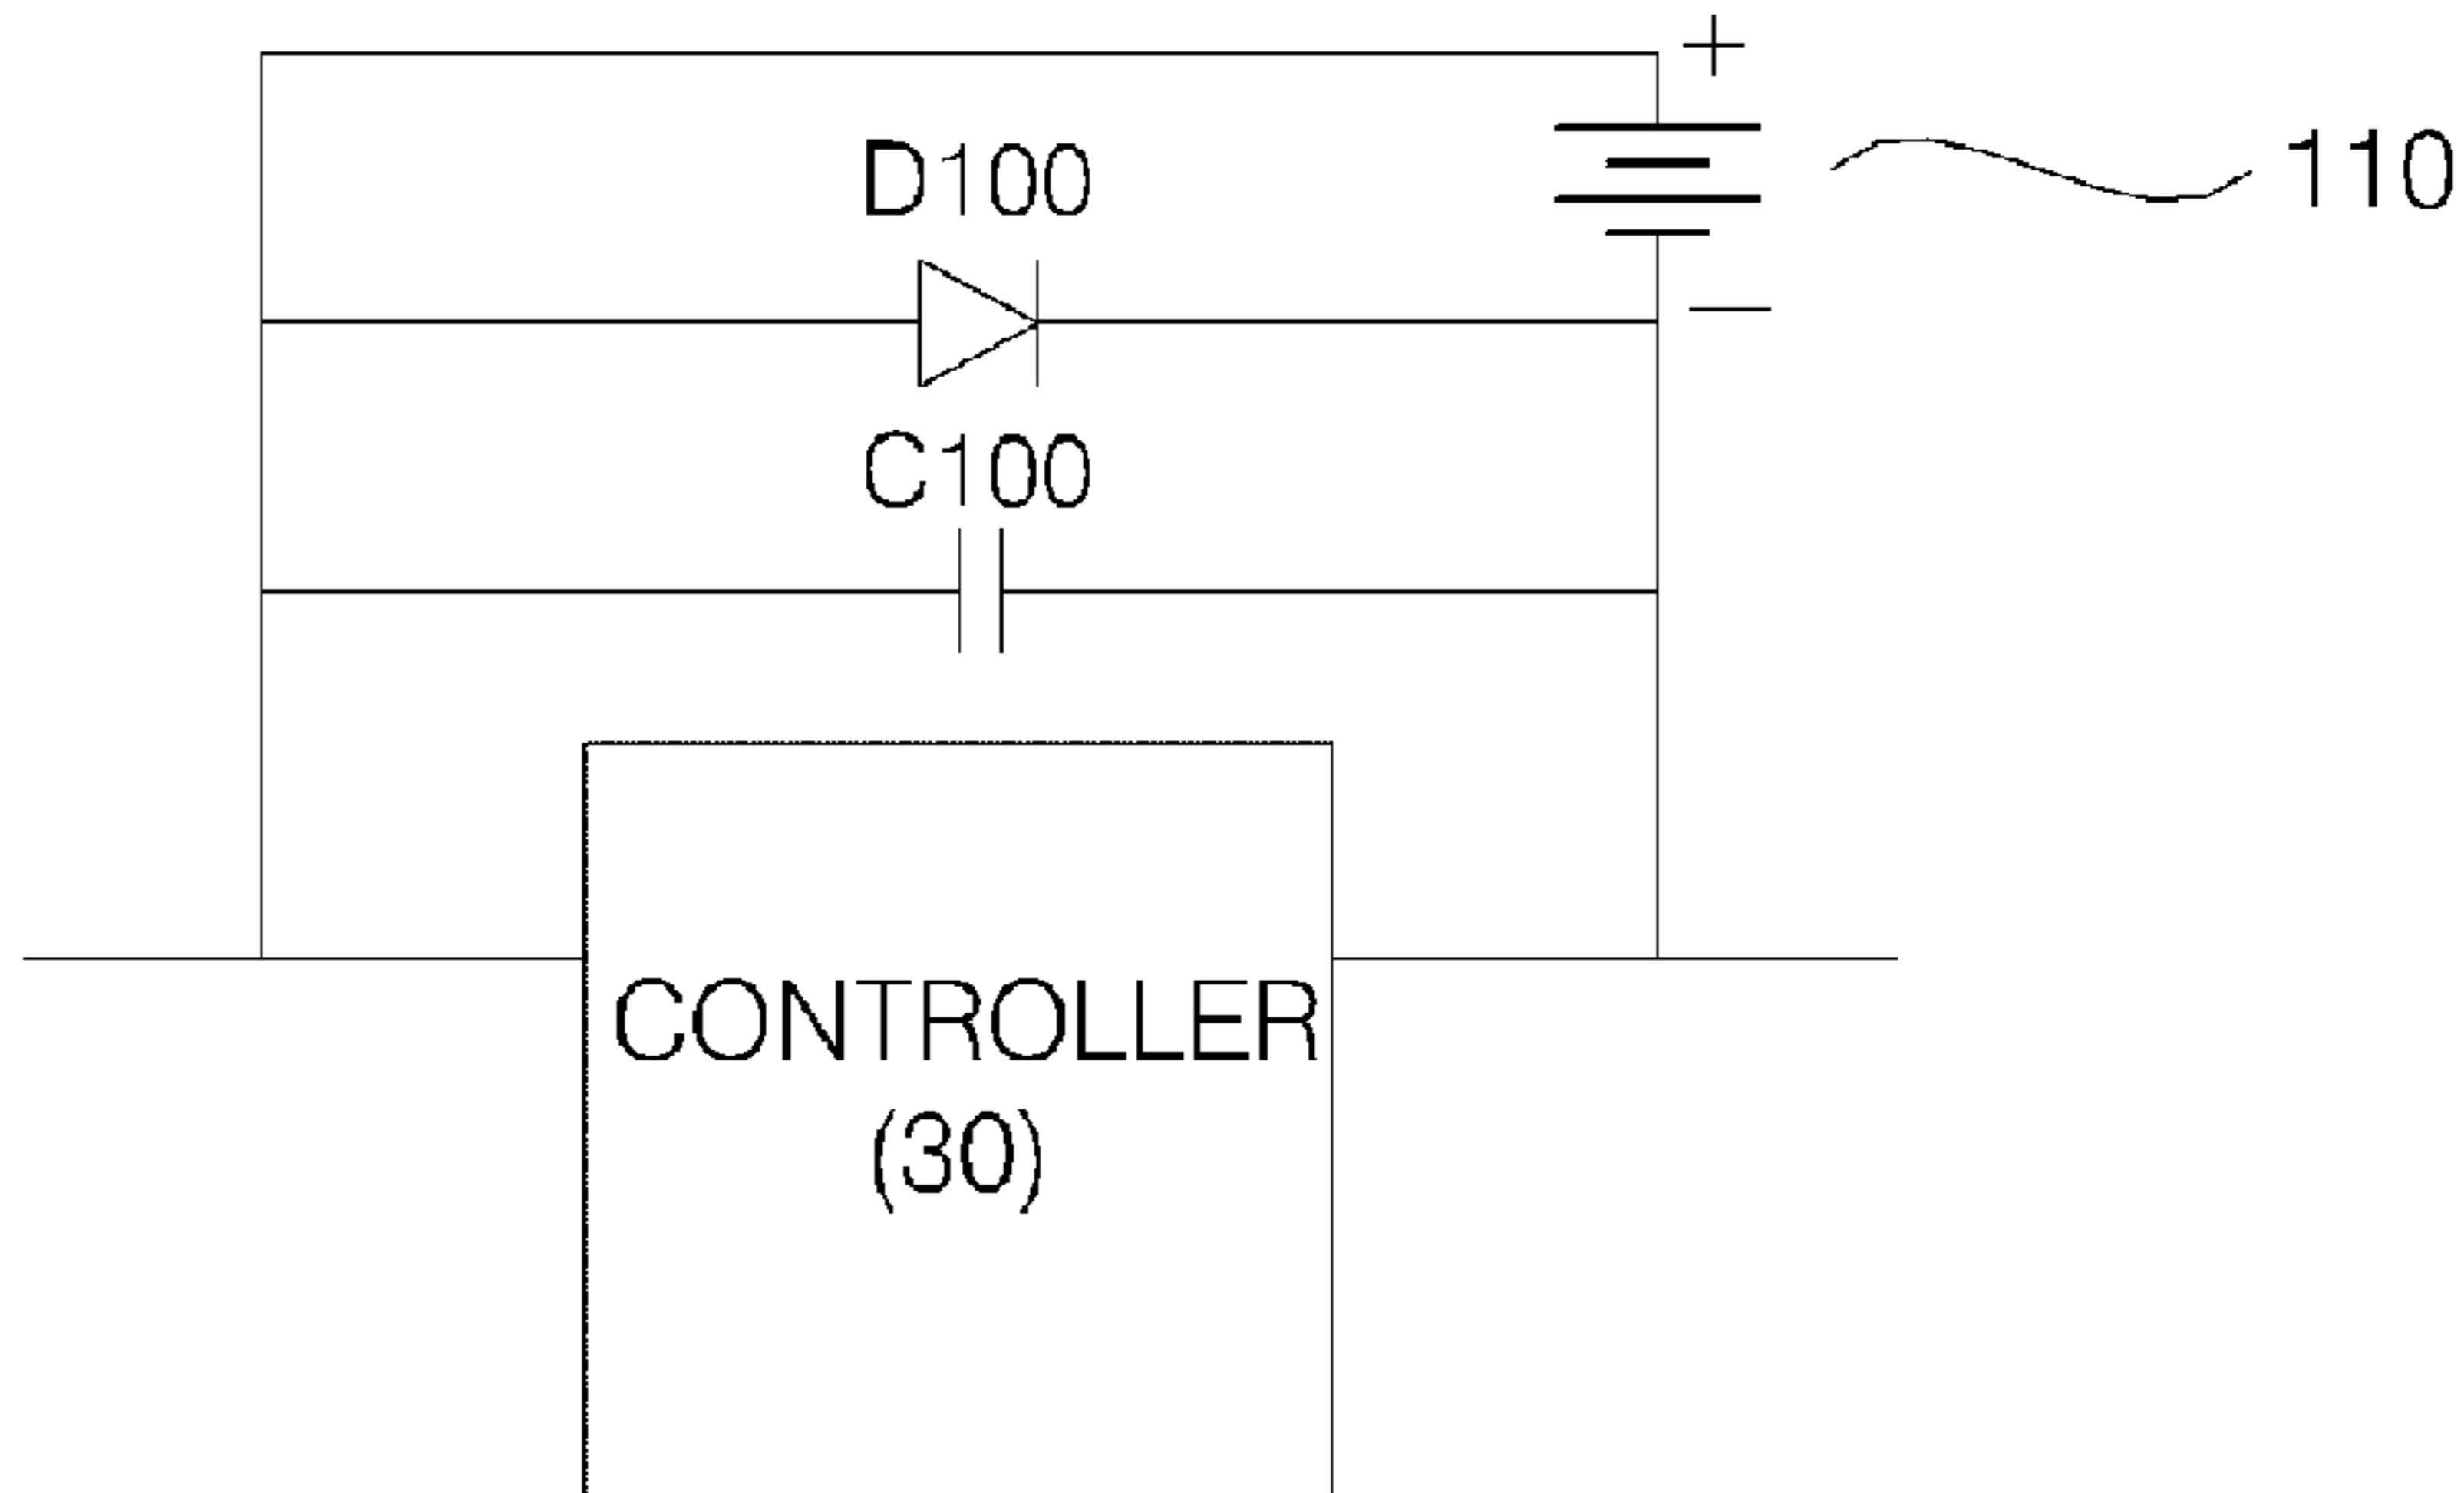 +
D100
110
−
C100
CONTROLLER
(30)